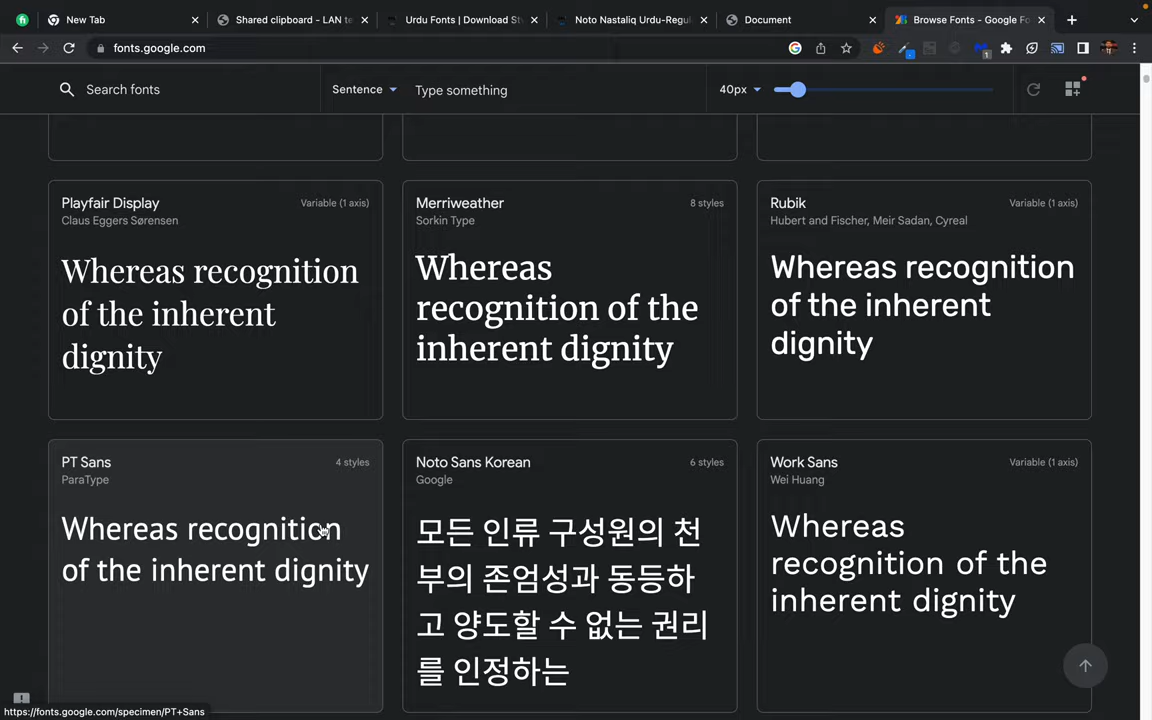 New Tab
Shared clipboard - LAN te
Urdu Fonts | Download St
Noto Nastaliq Urdu-Regul
Document
Browse Fonts - Google Fo
fonts.google.com
1
Search fonts
Sentence
Type something
40px
Playfair Display
Variable (1 axis)
Claus Eggers Sørensen
Whereas recognition
of the inherent
dignity
Merriweather
8 styles
Sorkin Type
Whereas
recognition of the
inherent dignity
Rubik
Variable (1 axis)
Hubert and Fischer, Meir Sadan, Cyreal
Whereas recognition
of the inherent
dignity
PT Sans
4 styles
ParaType
Whereas recognition
of the inherent dignity
Noto Sans Korean
6 styles
Google
모든 인류 구성원의 천
부의 존엄성과 동등하
고 양도할 수 없는 권리
를 인정하는
Work Sans
Variable (1 axis)
Wei Huang
Whereas
recognition of the
inherent dignity
https://fonts.google.com/specimen/PT+Sans